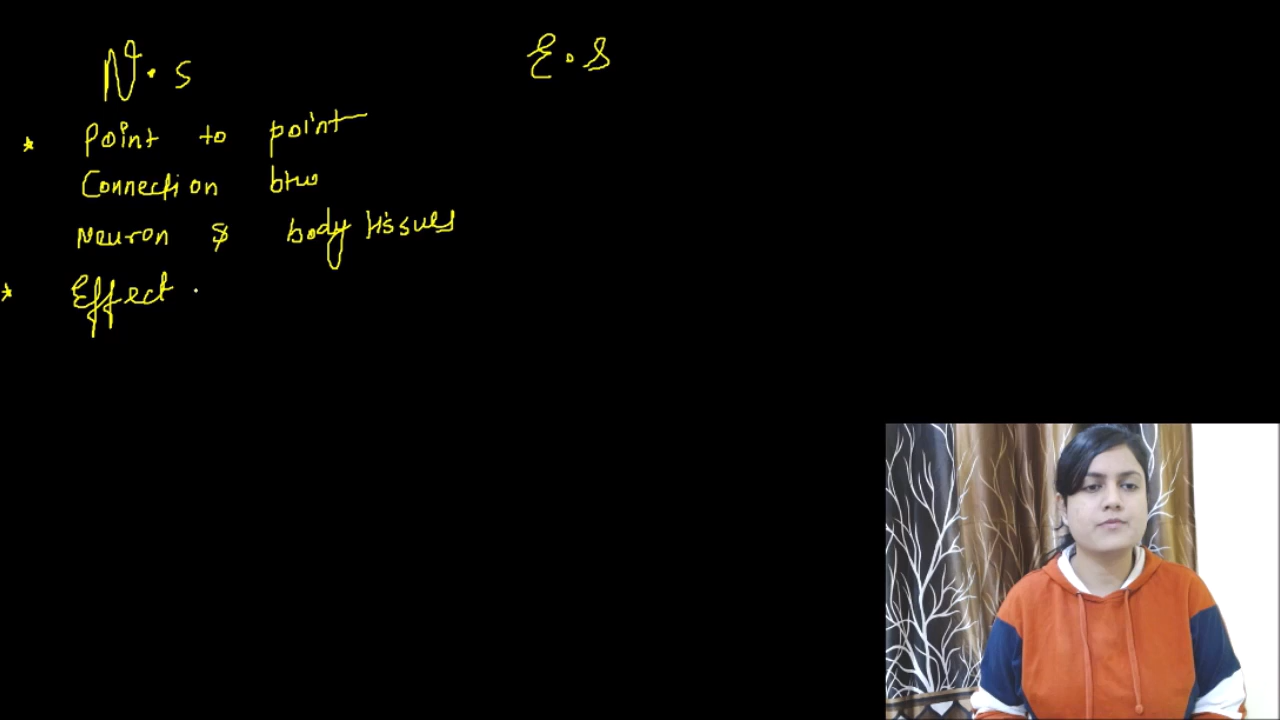 N.S
E.S
* Point to point
Connection btw
Neuron & body tissues
* Effect